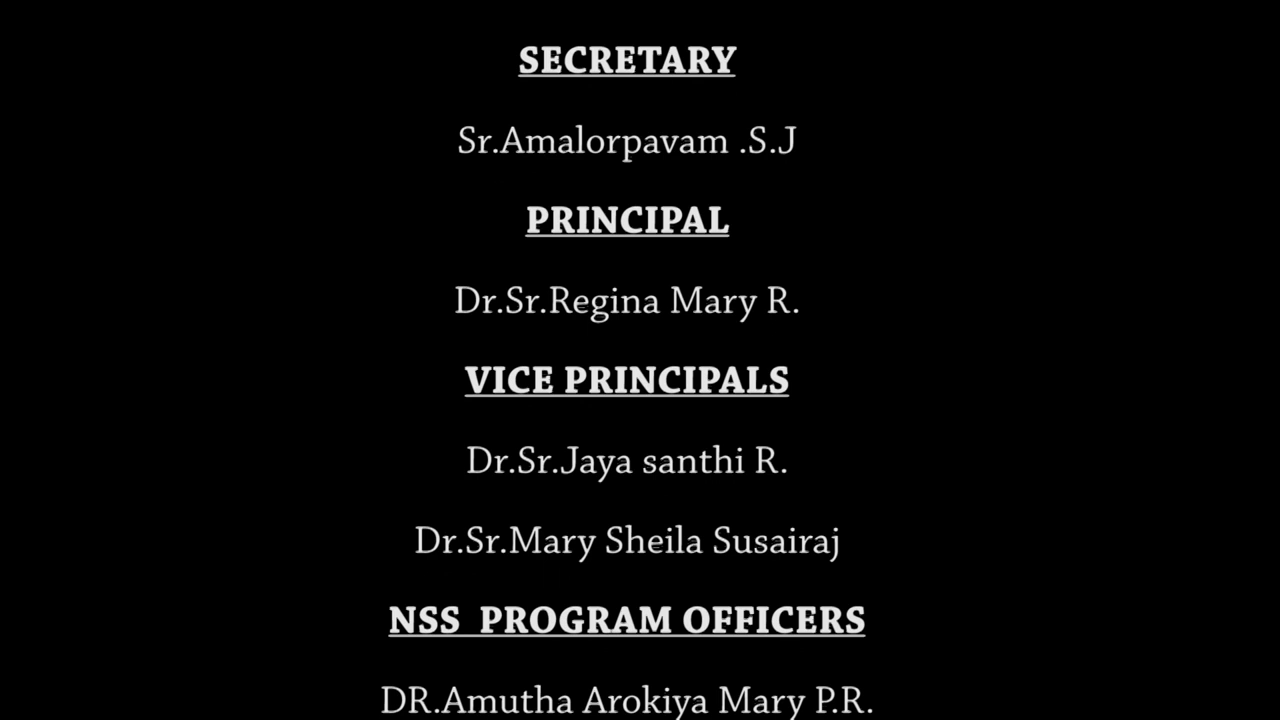 SECRETARY
Sr.Amalorpavam .S.J
PRINCIPAL
Dr.Sr.Regina Mary R.
VICE PRINCIPALS
Dr.Sr.Jaya santhi R.
Dr.Sr.Mary Sheila Susairaj
NSS  PROGRAM OFFICERS
DR.Amutha Arokiya Mary P.R.